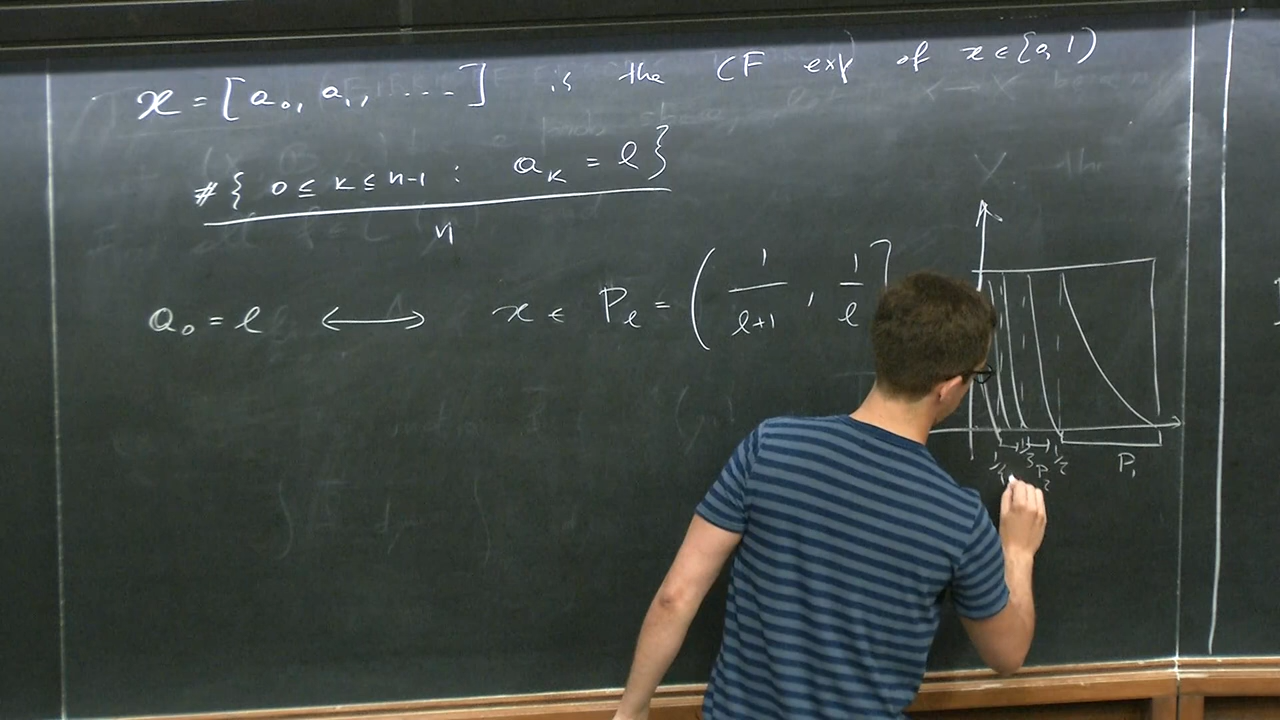 x = [a₀, a₁, ....] is the CF exp of x ∈ [0,1)
#{ 0 ≤ k ≤ n-1 : a_k = ℓ}
n
a₀ = ℓ ⟷ x ∈ P_ℓ = ( 1/(ℓ+1) , 1/ℓ ]
1/4 1/3 1/2 P₁
P₂